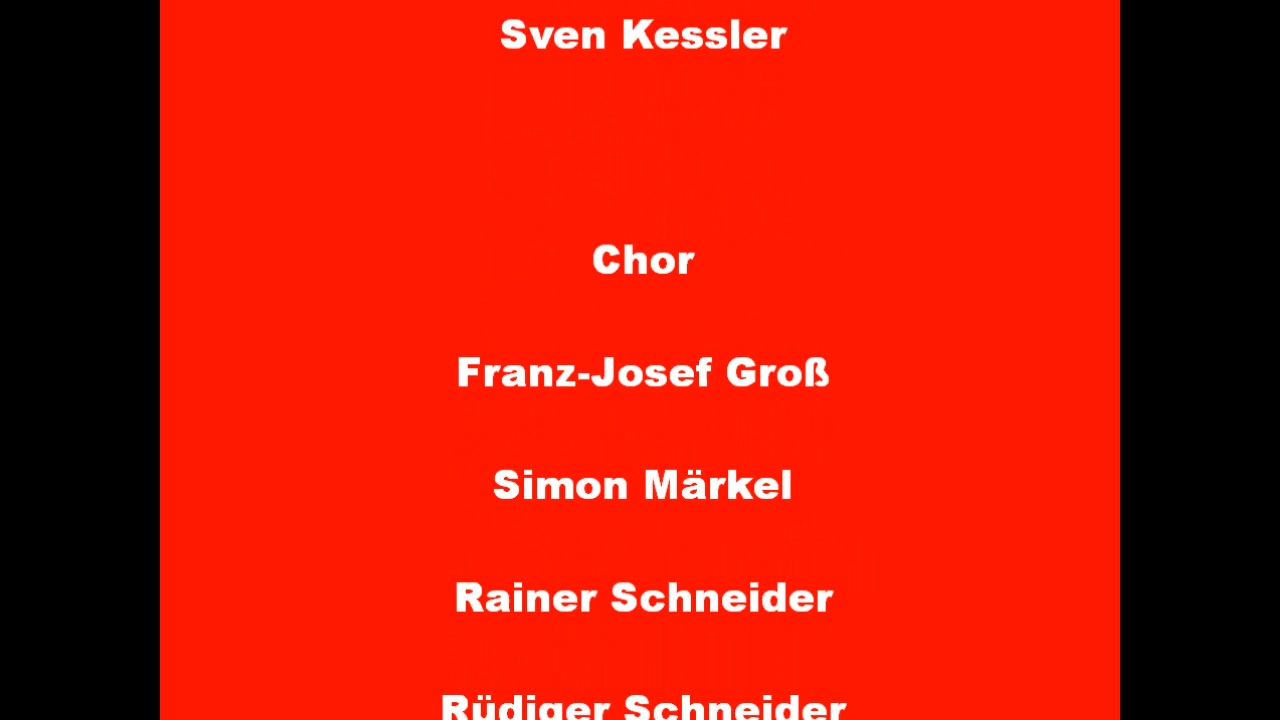 Sven Kessler
Chor
Franz-Josef Groß
Simon Märkel
Rainer Schneider
Rüdiger Schneider